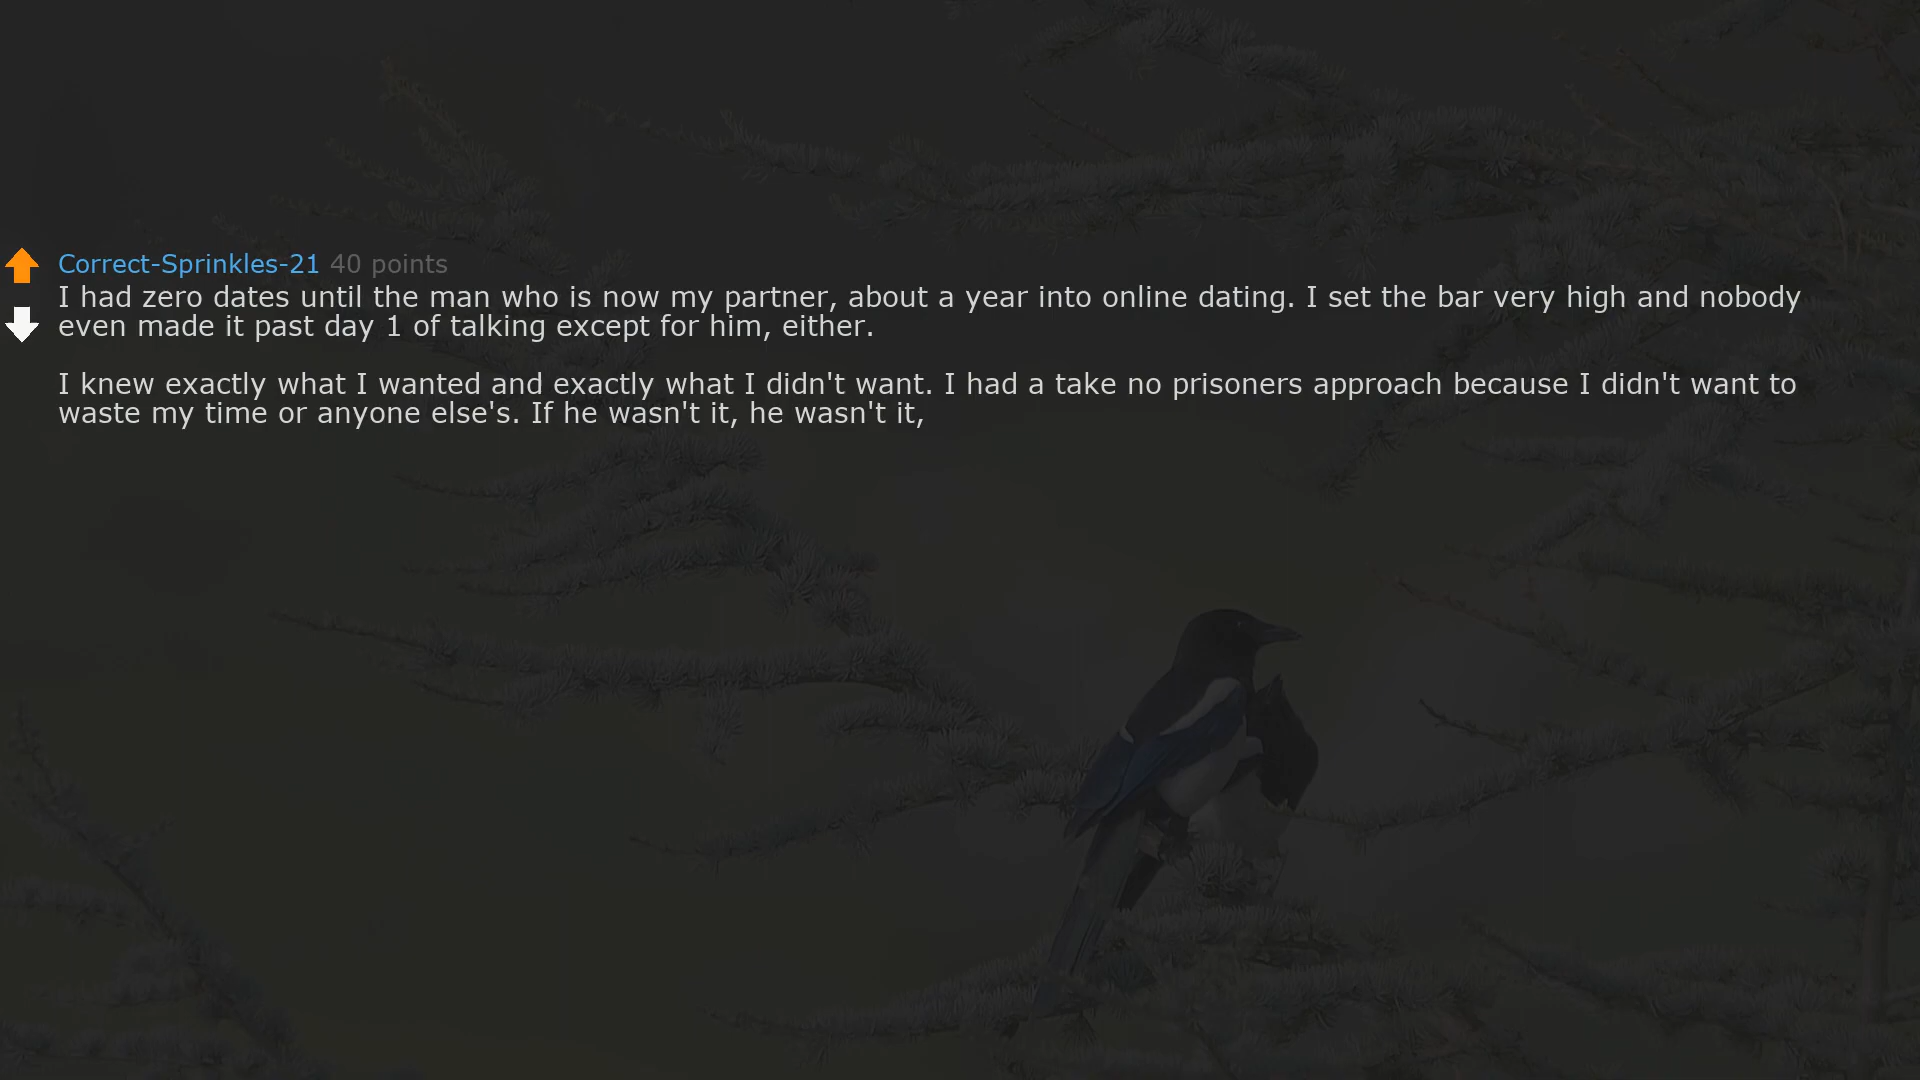 Correct-Sprinkles-21 40 points
I had zero dates until the man who is now my partner, about a year into online dating. I set the bar very high and nobody
even made it past day 1 of talking except for him, either.
I knew exactly what I wanted and exactly what I didn't want. I had a take no prisoners approach because I didn't want to
waste my time or anyone else's. If he wasn't it, he wasn't it,